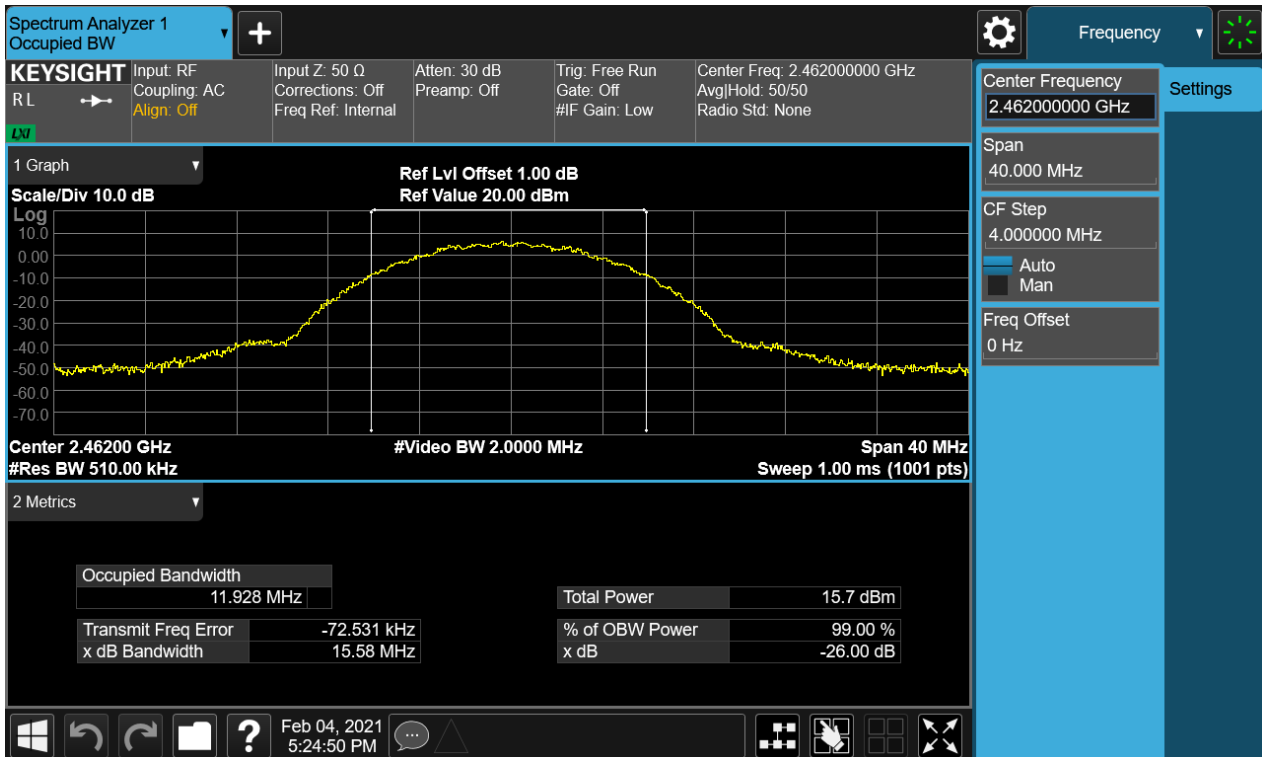 Spectrum Analyzer 1
Occupied BW
Frequency
KEYSIGHT
R L
LXI
Input: RF
Coupling: AC
Align: Off
Input Z: 50 Ω
Corrections: Off
Freq Ref: Internal
Atten: 30 dB
Preamp: Off
Trig: Free Run
Gate: Off
#IF Gain: Low
Center Freq: 2.462000000 GHz
Avg|Hold: 50/50
Radio Std: None
Center Frequency
2.462000000 GHz
Settings
Span
40.000 MHz
CF Step
4.000000 MHz
Auto
Man
Freq Offset
0 Hz
1 Graph
Scale/Div 10.0 dB
Ref Lvl Offset 1.00 dB
Ref Value 20.00 dBm
Log
10.0
0.00
-10.0
-20.0
-30.0
-40.0
-50.0
-60.0
-70.0
Center 2.46200 GHz
#Video BW 2.0000 MHz
Span 40 MHz
#Res BW 510.00 kHz
Sweep 1.00 ms (1001 pts)
2 Metrics
Occupied Bandwidth
11.928 MHz
Total Power 15.7 dBm
Transmit Freq Error -72.531 kHz
% of OBW Power 99.00 %
x dB Bandwidth 15.58 MHz
x dB -26.00 dB
?
Feb 04, 2021
5:24:50 PM